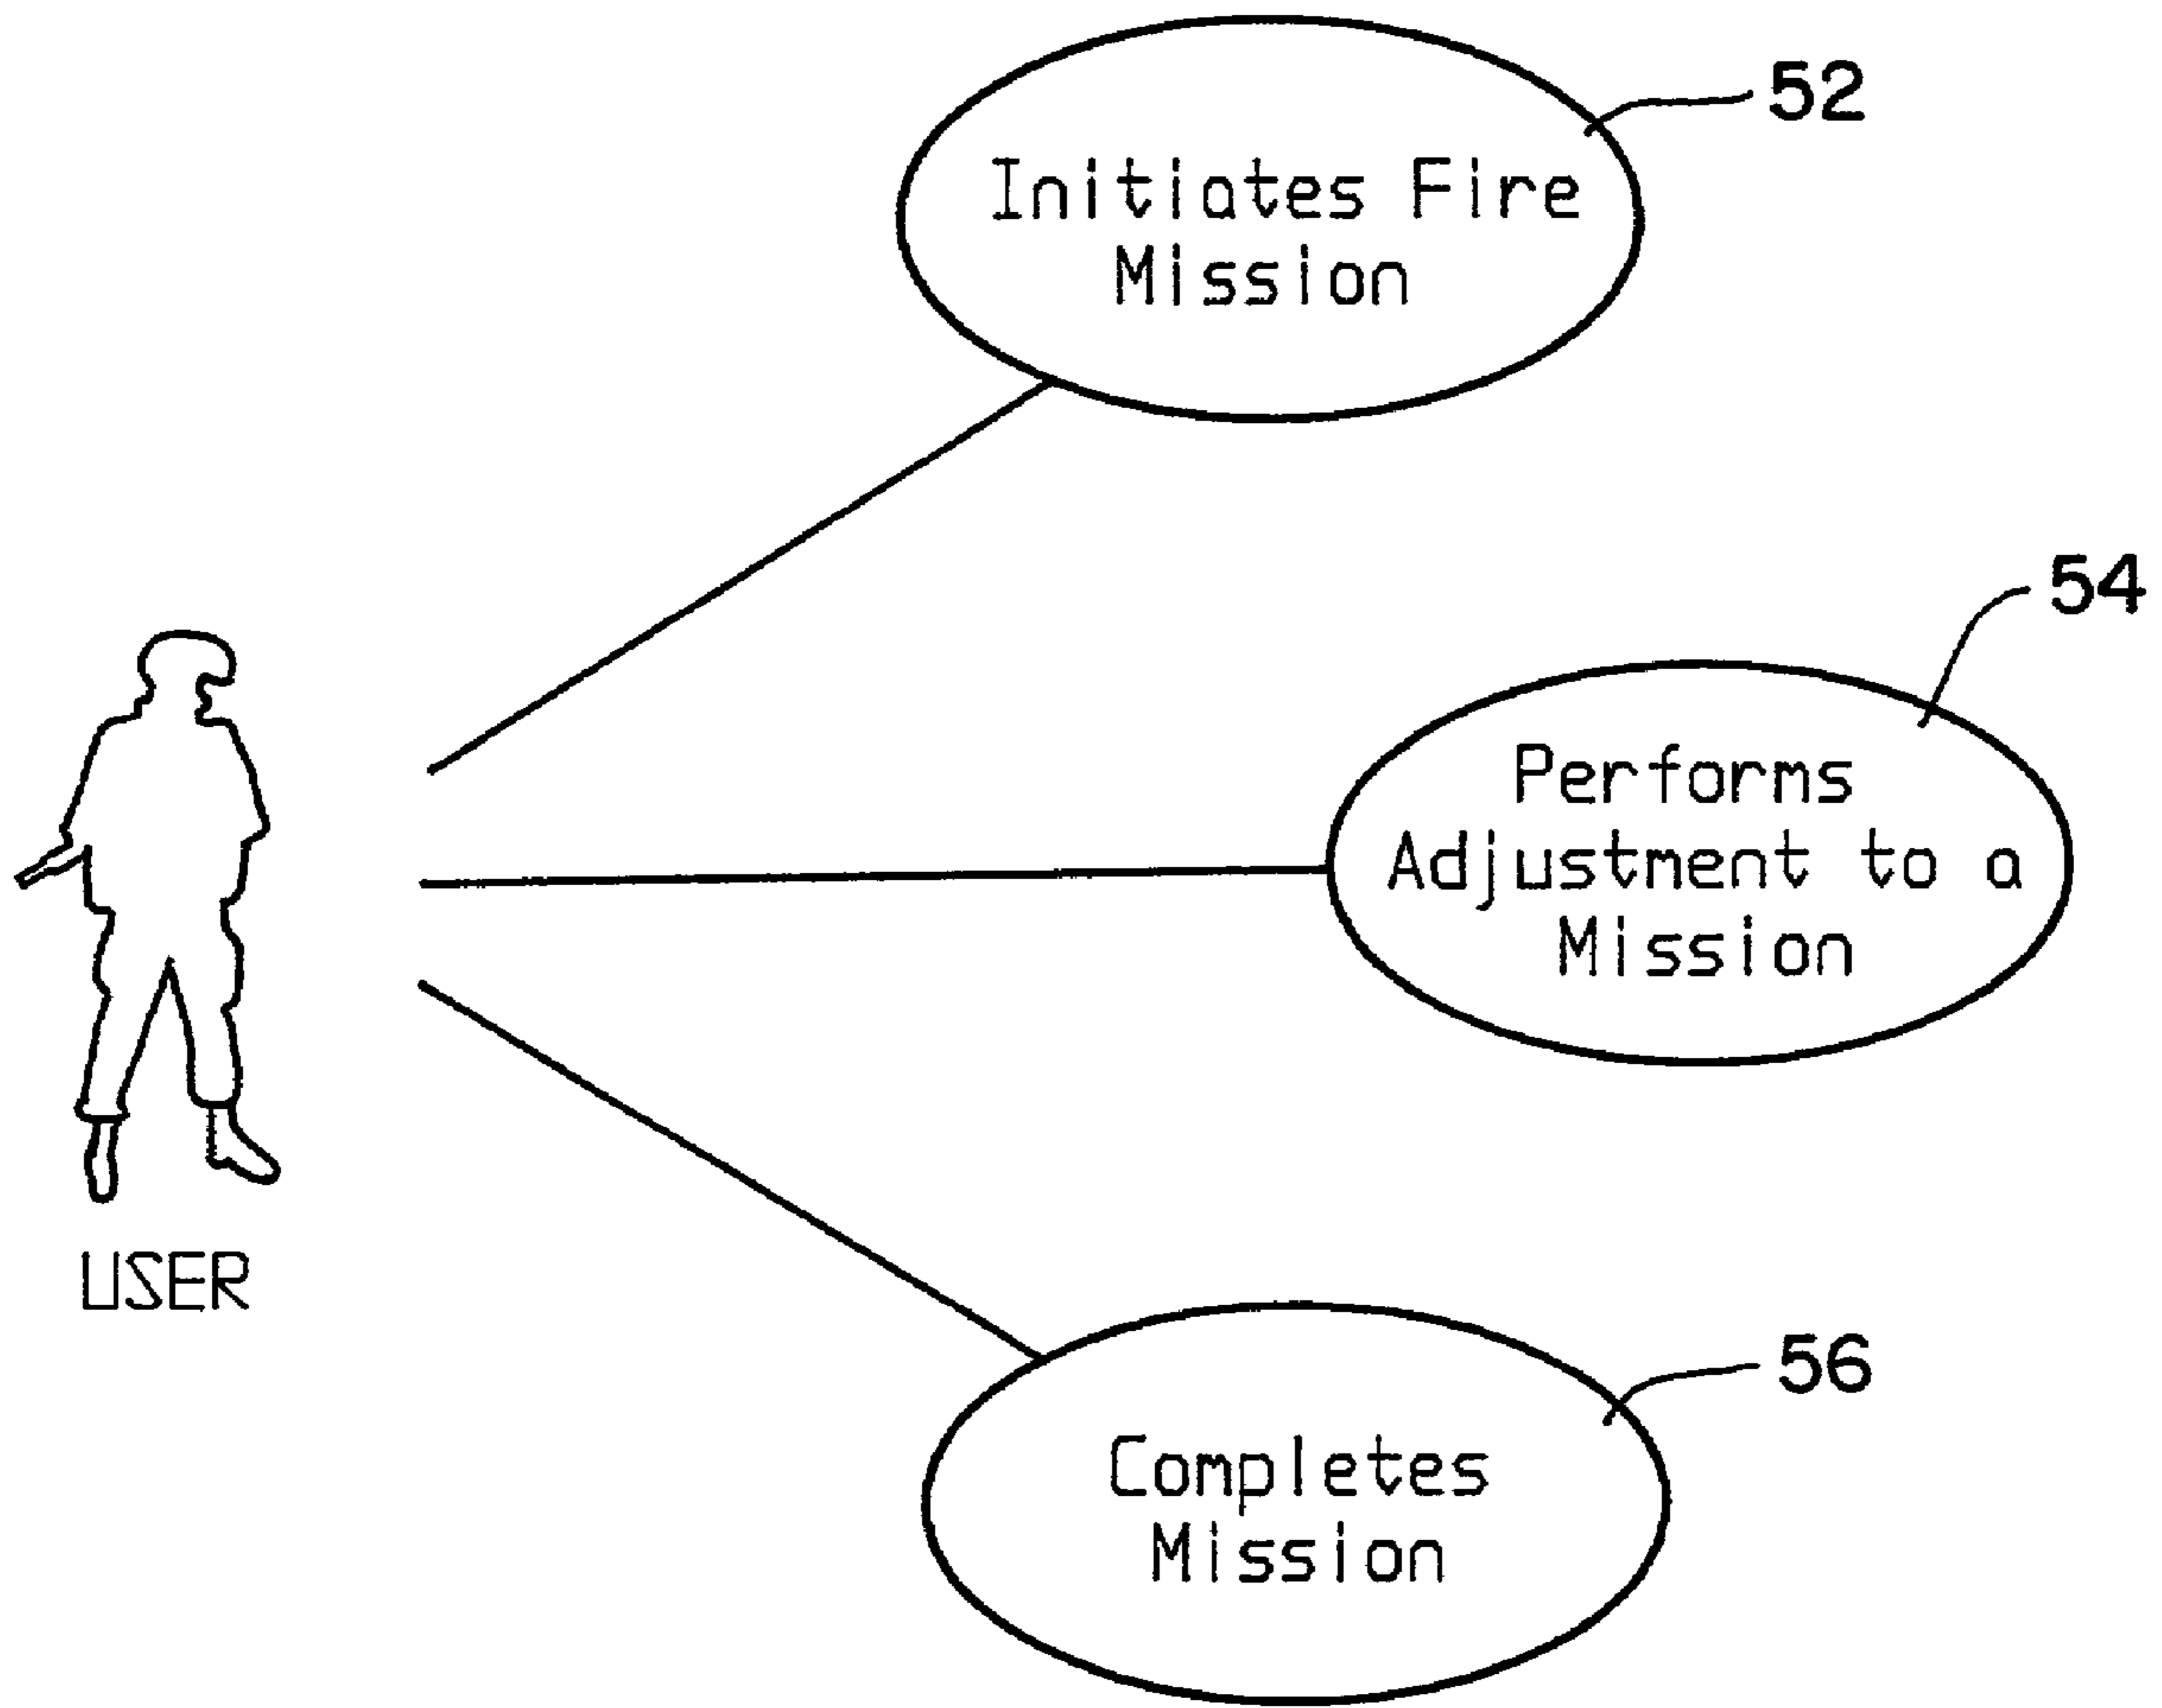 52
Initiates Fire
Mission
54
Performs
Adjustment to a
Mission
USER
56
Completes
Mission